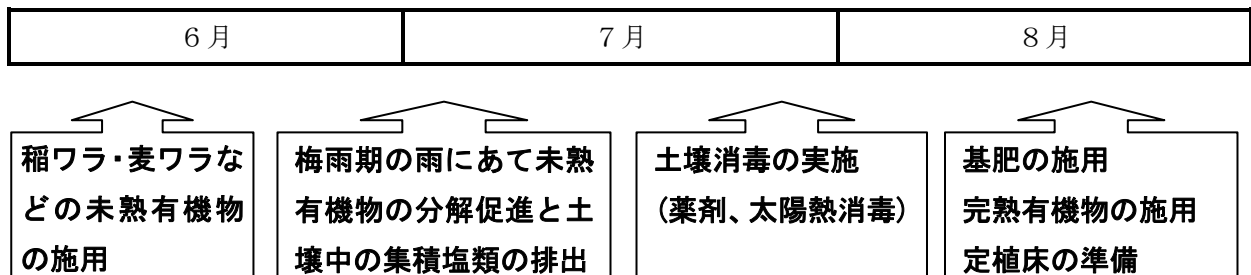 ６月 ７月 ８月
稲ワラ・麦ワラな
どの未熟有機物
の施用
梅雨期の雨にあて未熟
有機物の分解促進と土
壌中の集積塩類の排出
土壌消毒の実施
（薬剤、太陽熱消毒）
基肥の施用
完熟有機物の施用
定植床の準備